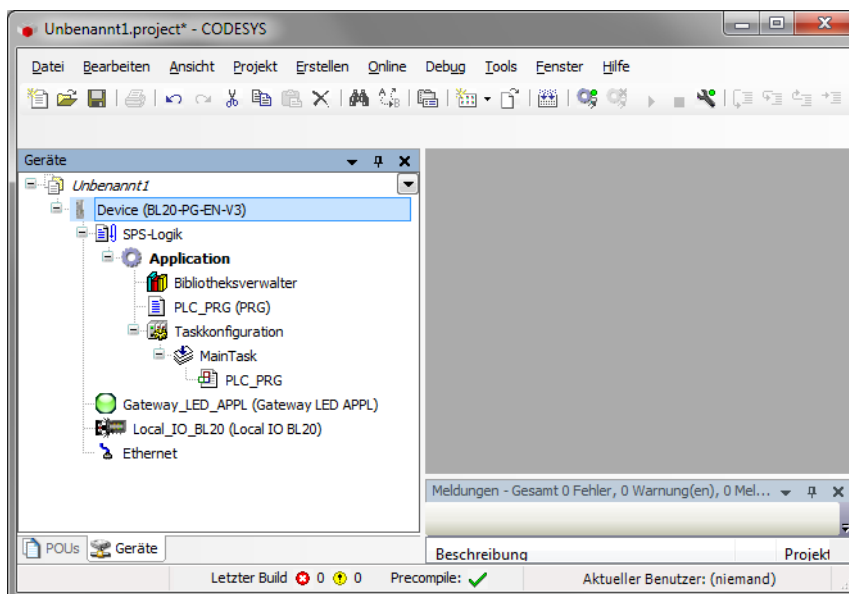 Unbenannt1.project* - CODESYS
Datei Bearbeiten Ansicht Projekt Erstellen Online Debug Tools Fenster Hilfe
Geräte
Unbenannt1
Device (BL20-PG-EN-V3)
SPS-Logik
Application
Bibliotheksverwalter
PLC_PRG (PRG)
Taskkonfiguration
MainTask
PLC_PRG
Gateway_LED_APPL (Gateway LED APPL)
Local_IO_BL20 (Local IO BL20)
Ethernet
Meldungen - Gesamt 0 Fehler, 0 Warnung(en), 0 Mel...
POUs Geräte
Beschreibung Projekt
Letzter Build 0 0 Precompile: Aktueller Benutzer: (niemand)